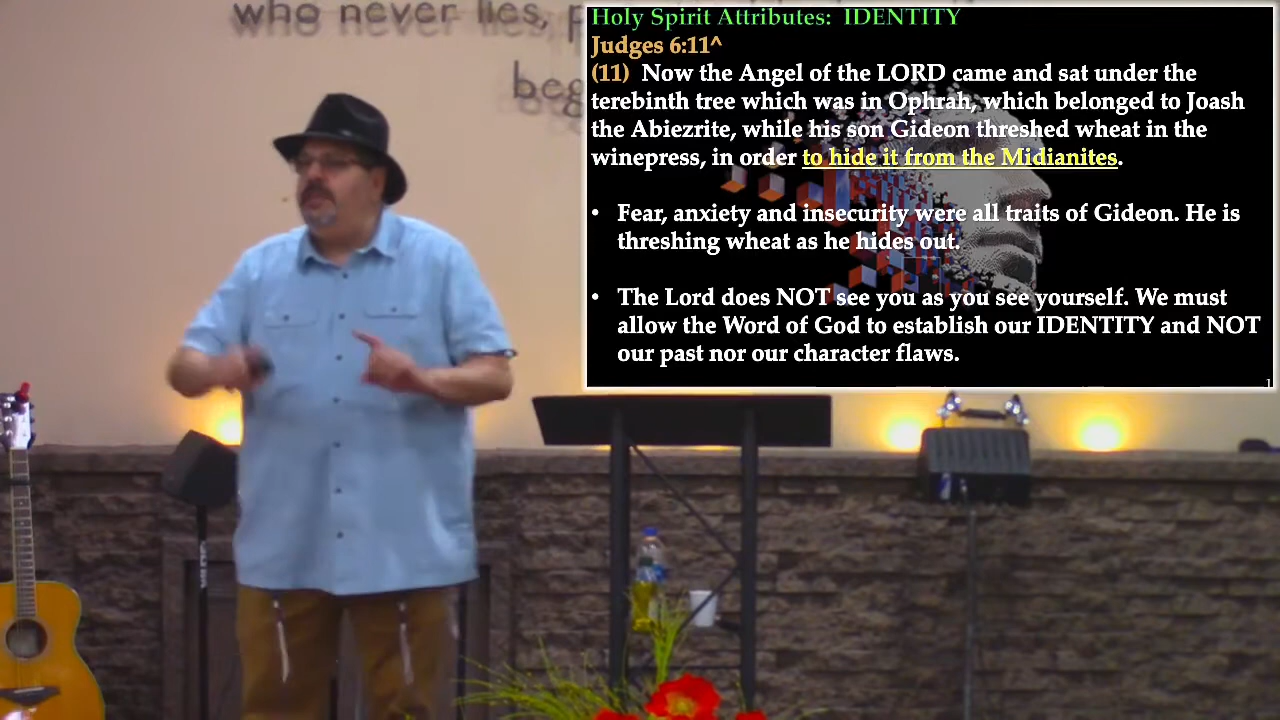 who never lies,
Holy Spirit Attributes: IDENTITY
Judges 6:11^
(11) Now the Angel of the LORD came and sat under the
terebinth tree which was in Ophrah, which belonged to Joash
the Abiezrite, while his son Gideon threshed wheat in the
winepress, in order to hide it from the Midianites.
• Fear, anxiety and insecurity were all traits of Gideon. He is
threshing wheat as he hides out.
• The Lord does NOT see you as you see yourself. We must
allow the Word of God to establish our IDENTITY and NOT
our past nor our character flaws.
1